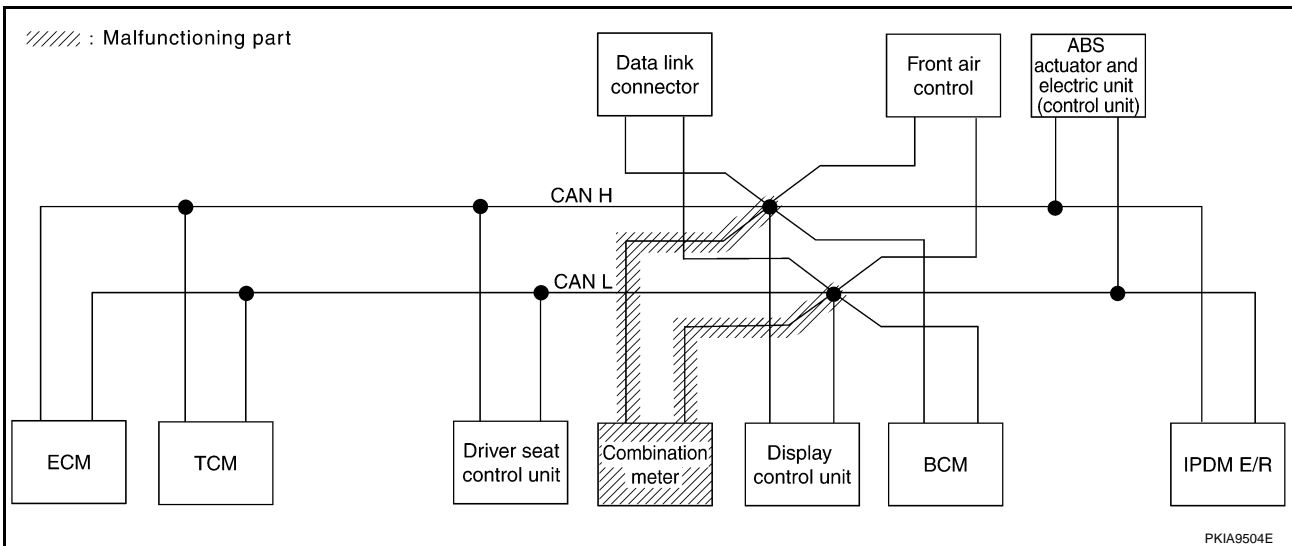 : Malfunctioning part
Data link
connector
Front air
control
ABS
actuator and
electric unit
(control unit)
CAN H
CAN L
ECM
TCM
Driver seat
control unit
Combination
meter
Display
control unit
BCM
IPDM E/R
PKIA9504E